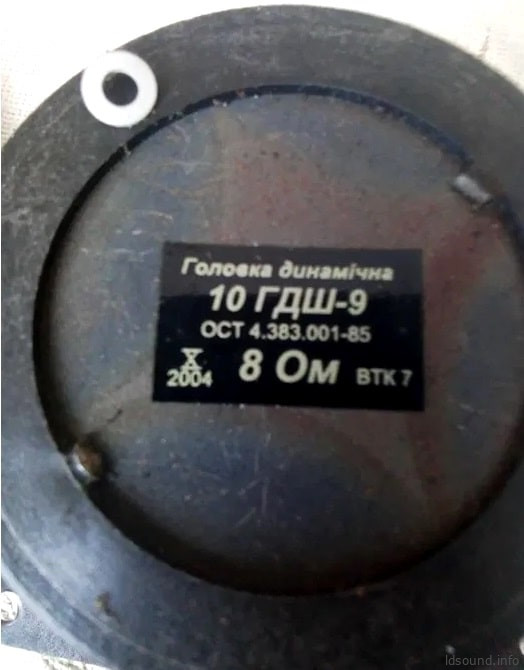 Головка динамічна
10 ГДШ-9
ОСТ 4.383.001-85
X
2004 8 Ом ВТК 7
ldsound.info